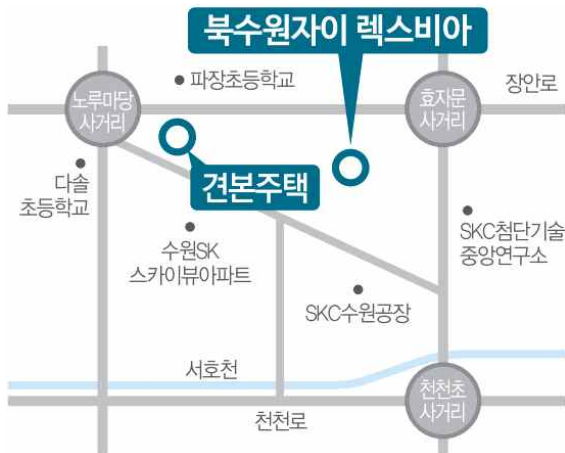 북수원자이 렉스비아
파장초등학교
장안로
노루마당
사거리
효자문
사거리
다솔
초등학교
견본주택
수원SK
스카이뷰아파트
SKC첨단기술
중앙연구소
SKC수원공장
서호천
천천초
사거리
천천로